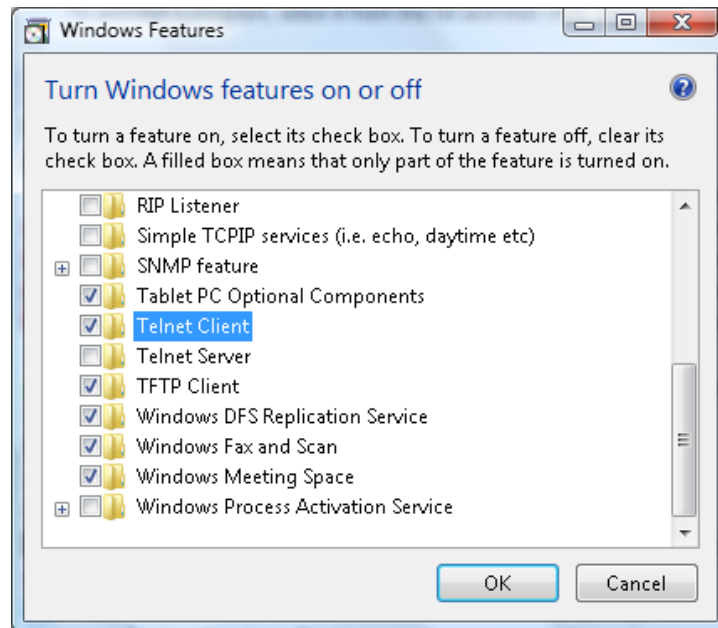 Windows Features
Turn Windows features on or off
To turn a feature on, select its check box. To turn a feature off, clear its
check box. A filled box means that only part of the feature is turned on.
RIP Listener
Simple TCPIP services (i.e. echo, daytime etc)
SNMP feature
Tablet PC Optional Components
Telnet Client
Telnet Server
TFTP Client
Windows DFS Replication Service
Windows Fax and Scan
Windows Meeting Space
Windows Process Activation Service
OK Cancel